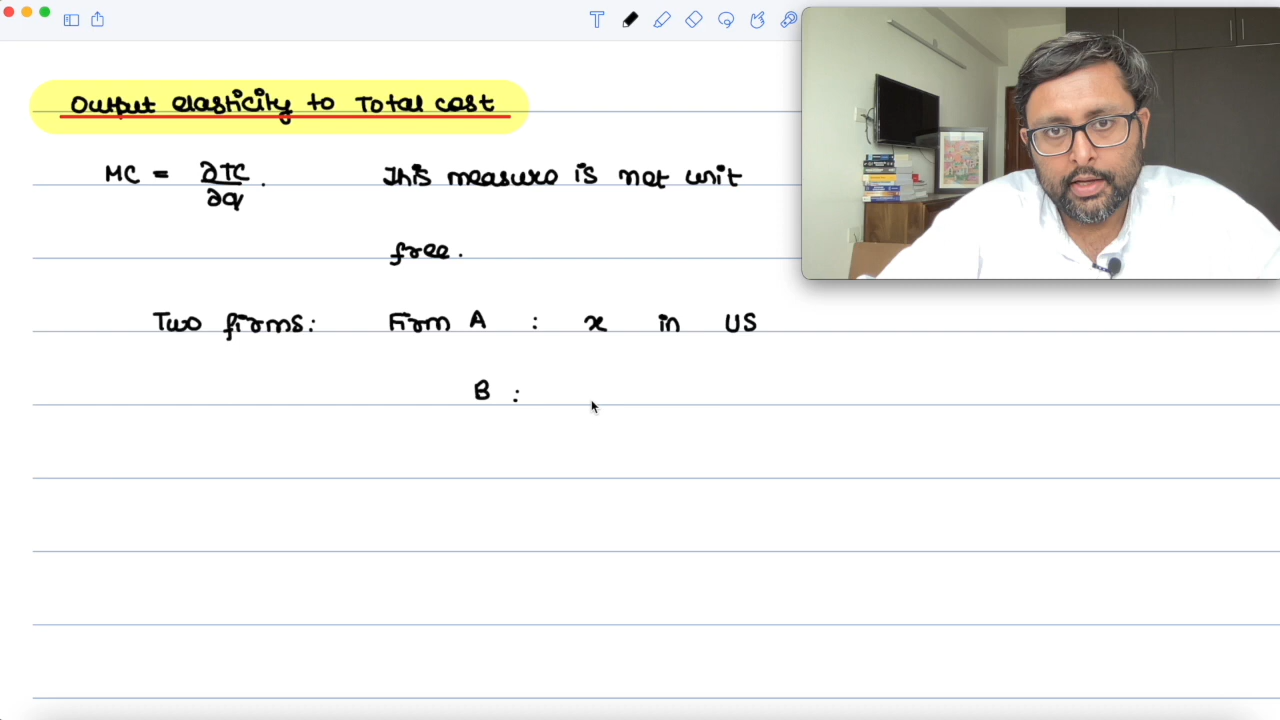 Output elasticity to Total cost
MC = ∂TC/∂q. This measure is not unit
free.
Two firms: Firm A : x in US
B :